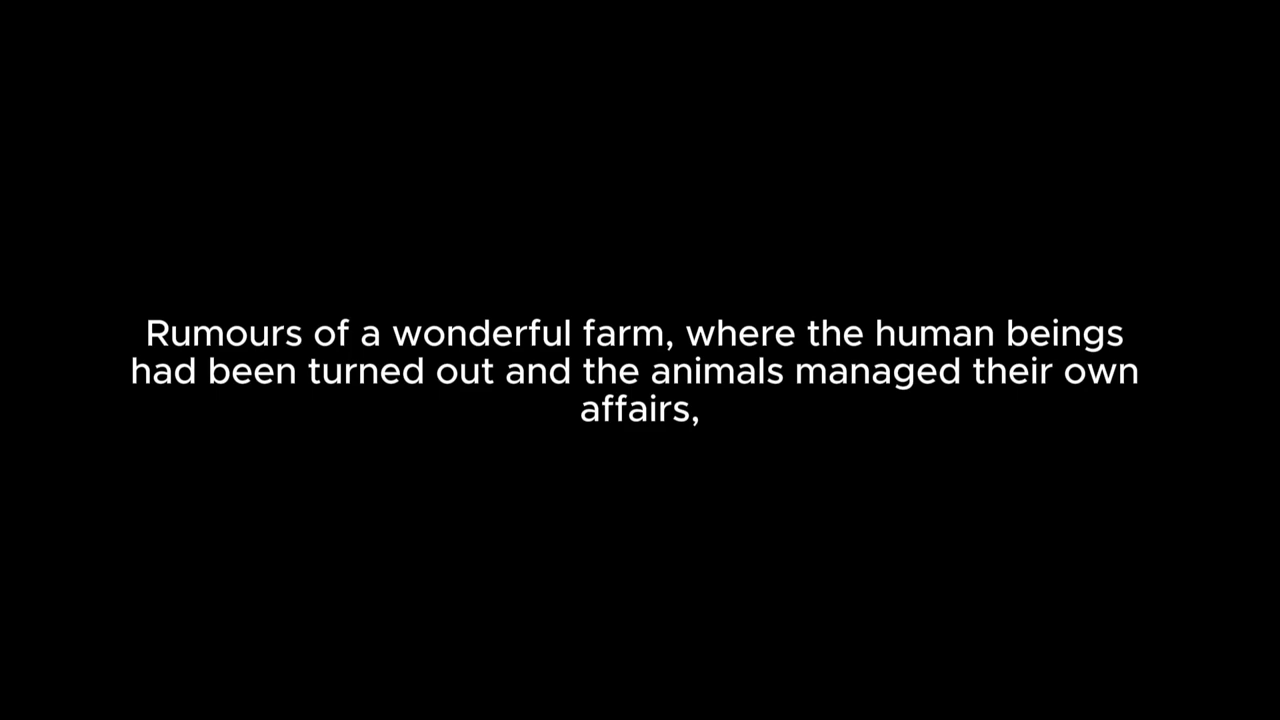 Rumours of a wonderful farm, where the human beings
had been turned out and the animals managed their own
affairs,